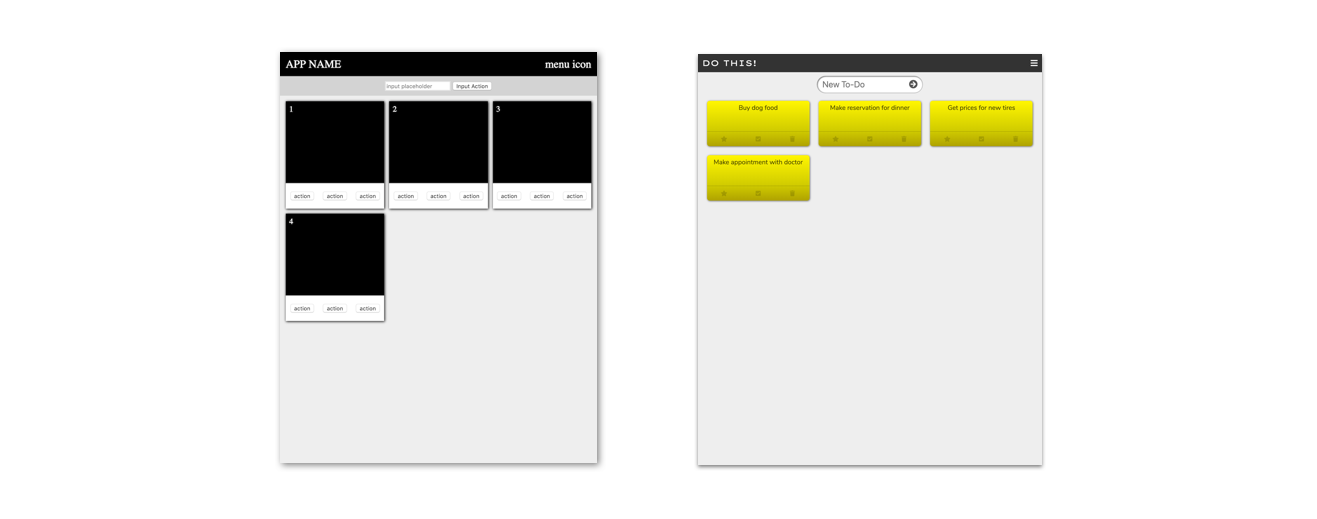 APP NAME
menu icon
input placeholder
Input Action
1
2
3
action action action
action action action
action action action
4
action action action
DO THIS!
New To-Do
Buy dog food
Make reservation for dinner
Get prices for new tires
Make appointment with doctor